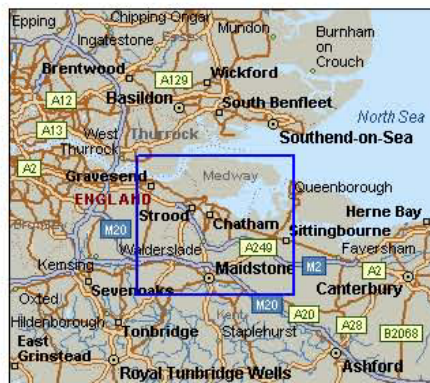 Epping
Chipping Ongar
Mundon
Burnham
on
Crouch
Ingatestone
Essex
Brentwood
A129
Wickford
A12
Basildon
South Benfleet
North Sea
A13
West
Thurrock
Thurrock
Southend-on-Sea
A2
Gravesend
Medway
Queenborough
ENGLAND
Strood
Chatham
Herne Bay
Bromley
M20
Sittingbourne
Walderslade
A249
Faversham
Kemsing
Maidstone
M2
A2
Sevenoaks
Canterbury
Oxted
M20
Hildenborough
Kent
A20
Tonbridge
Staplehurst
A28
B2068
East
Grinstead
Ashford
Royal Tunbridge Wells